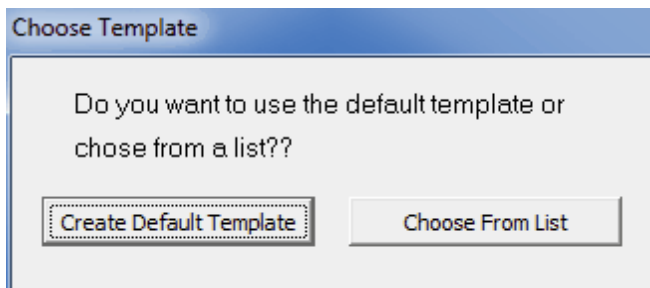 Choose Template
Do you want to use the default template or
chose from a list??
Create Default Template
Choose From List